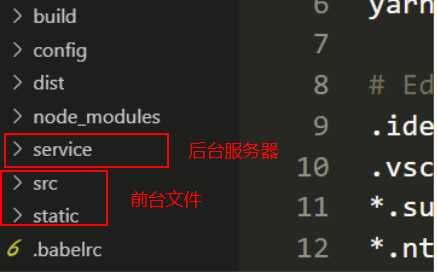 build
config
dist
node_modules
service
后台服务器
src
前台文件
static
.babelrc
6
yarn
7
8 # Ed
9 .ide
10 .vsc
11 *.su
12 *.nt